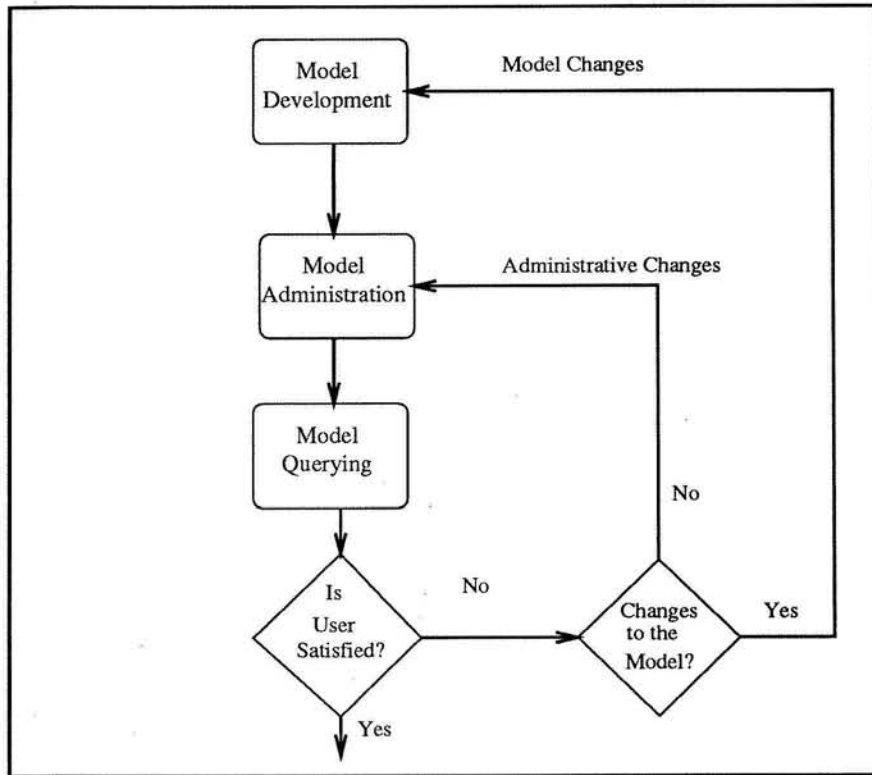 Model
Development
Model Changes
Model
Administration
Administrative Changes
Model
Querying
No
Is
User
Satisfied?
No
Changes
to the
Model?
Yes
Yes